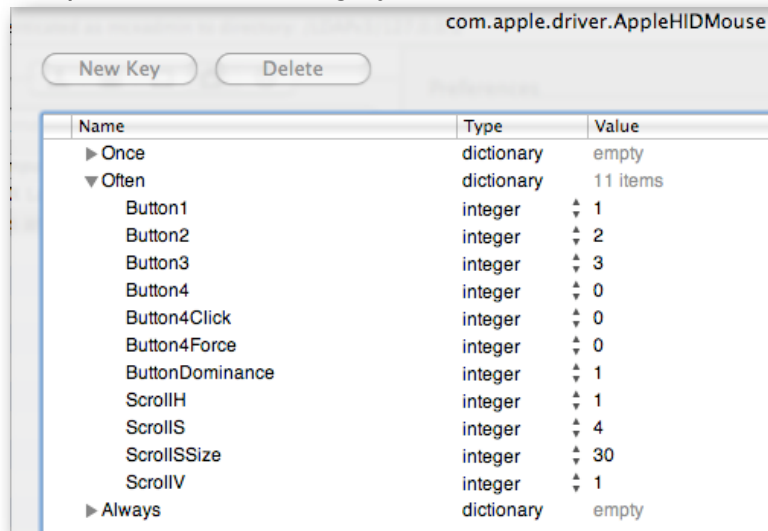 com.apple.driver.AppleHIDMouse
New Key Delete
Preferences
Name Type Value
Once dictionary empty
Often dictionary 11 items
Button1 integer 1
Button2 integer 2
Button3 integer 3
Button4 integer 0
Button4Click integer 0
Button4Force integer 0
ButtonDominance integer 1
ScrollH integer 1
ScrollS integer 4
ScrollSSize integer 30
ScrollV integer 1
Always dictionary empty